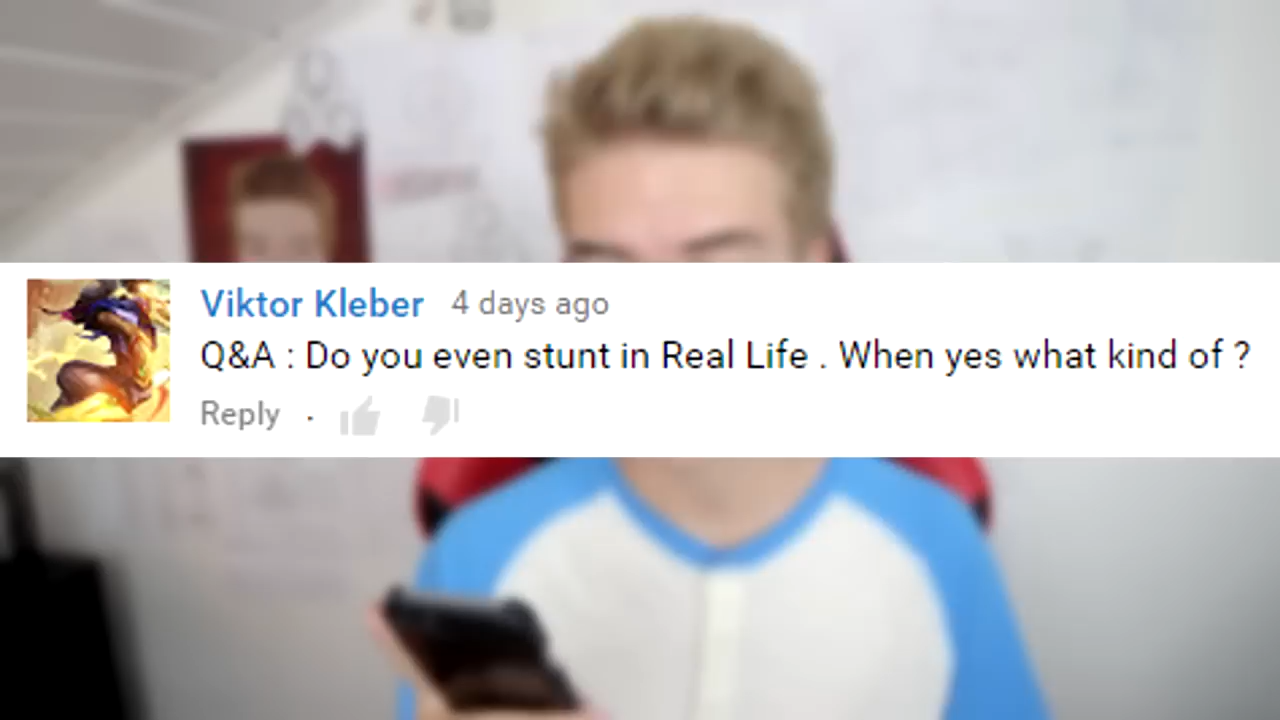 Viktor Kleber 4 days ago
Q&A : Do you even stunt in Real Life . When yes what kind of ?
Reply ·